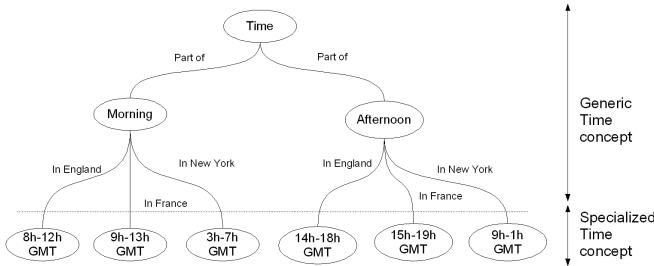 Time
Part of
Part of
Morning
Afternoon
Generic
Time
concept
In England
In New York
In France
In England
In New York
In France
8h-12h
GMT
9h-13h
GMT
3h-7h
GMT
14h-18h
GMT
15h-19h
GMT
9h-1h
GMT
Specialized
Time
concept